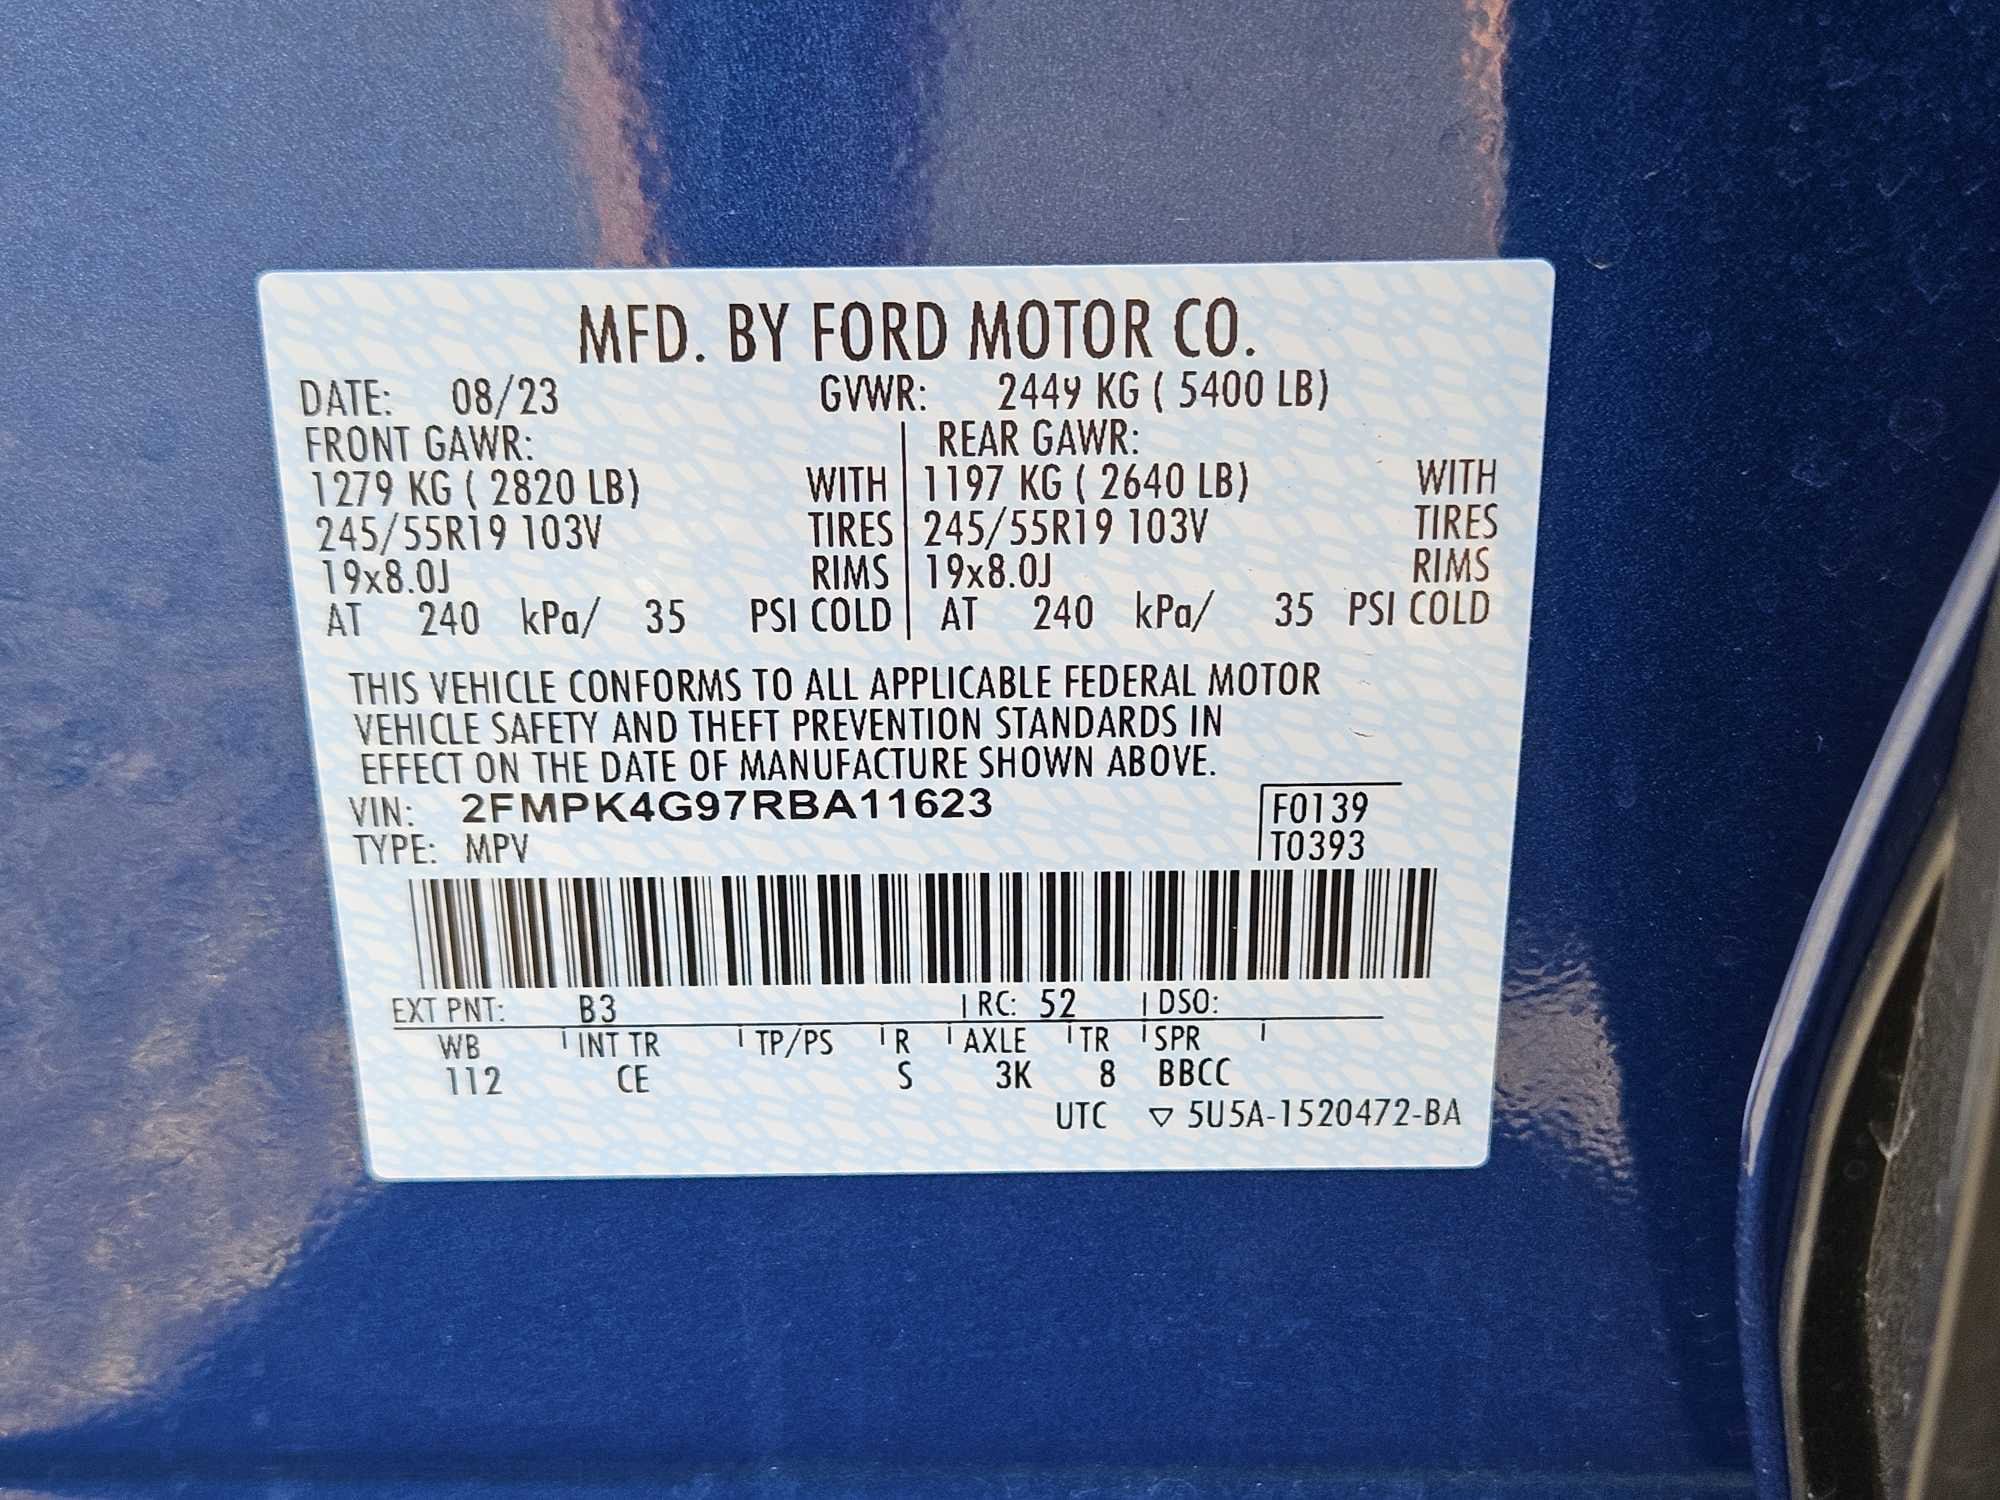 MFD. BY FORD MOTOR CO.
DATE: 08/23 GVWR: 2449 KG ( 5400 LB)
FRONT GAWR: REAR GAWR:
1279 KG ( 2820 LB) WITH 1197 KG ( 2640 LB) WITH
245/55R19 103V TIRES 245/55R19 103V TIRES
19x8.0J RIMS 19x8.0J RIMS
AT 240 kPa/ 35 PSI COLD AT 240 kPa/ 35 PSI COLD
THIS VEHICLE CONFORMS TO ALL APPLICABLE FEDERAL MOTOR
VEHICLE SAFETY AND THEFT PREVENTION STANDARDS IN
EFFECT ON THE DATE OF MANUFACTURE SHOWN ABOVE.
VIN: 2FMPK4G97RBA11623 F0139
TYPE: MPV T0393
EXT PNT: B3 RC: 52 DSO:
WB INT TR TP/PS R AXLE TR SPR
112 CE S 3K 8 BBCC
UTC ▽ 5U5A-1520472-BA